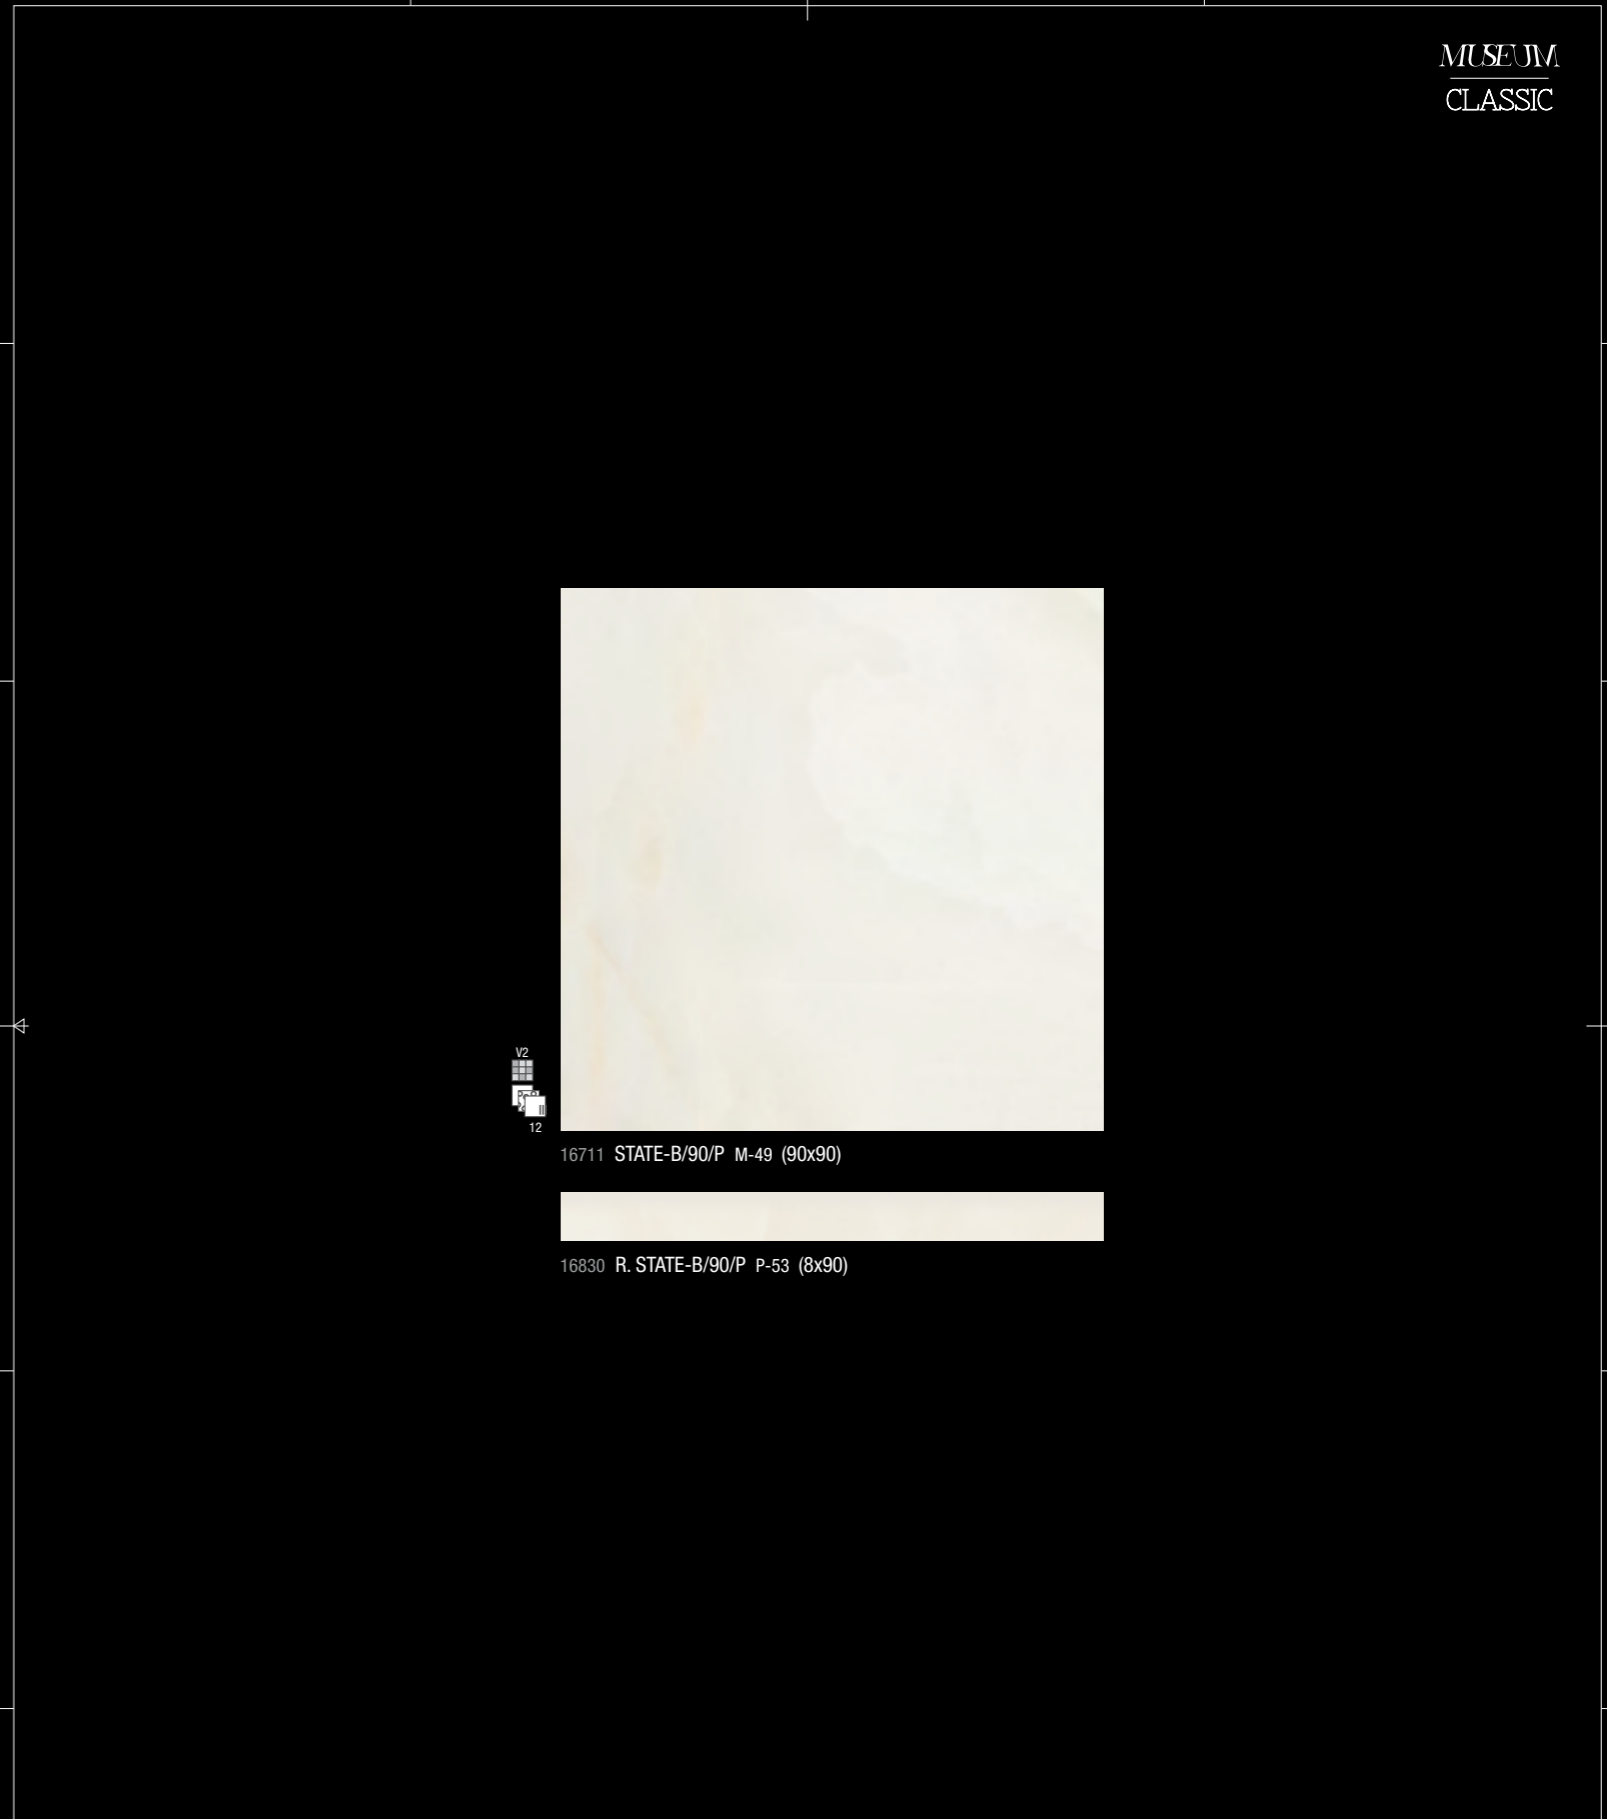 MUSEUM
CLASSIC
V2
12
16711 STATE-B/90/P M-49 (90x90)
16830 R. STATE-B/90/P P-53 (8x90)